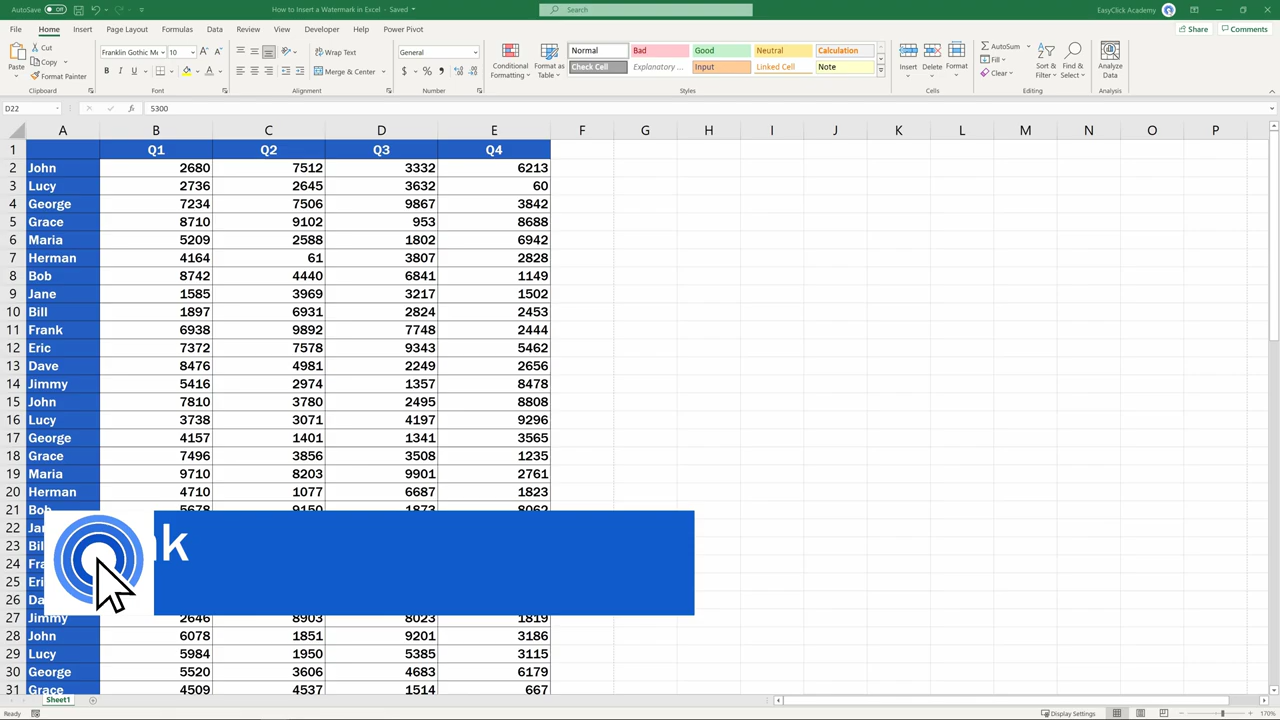 AutoSave Off How to Insert a Watermark in Excel - Saved Search EasyClick Academy
File Home Insert Draw Page Layout Formulas Data Review View Developer Help Power Pivot Share Comments
Paste Cut Copy Format Painter Clipboard
Franklin Gothic M 10 A A B I U A Font
Wrap Text Merge & Center Alignment
General $ % Number
Conditional Formatting Format as Table
Normal Bad Good Neutral Calculation
Check Cell Explanatory ... Input Linked Cell Note
Styles
Insert Delete Format Cells
AutoSum Fill Clear Sort & Filter Find & Select Editing
Analyze Data Analysis
D22 5300
A B C D E F G H I J K L M N O P
1 Q1 Q2 Q3 Q4
2 John 2680 7512 3332 6213
3 Lucy 2736 2645 3632 60
4 George 7234 7506 9867 3842
5 Grace 8710 9102 953 8688
6 Maria 5209 2588 1802 6942
7 Herman 4164 61 3807 2828
8 Bob 8742 4440 6841 1149
9 Jane 1585 3969 3217 1502
10 Bill 1897 6931 2824 2453
11 Frank 6938 9892 7748 2444
12 Eric 7372 7578 9343 5462
13 Dave 8476 4981 2249 2656
14 Jimmy 5416 2974 1357 8478
15 John 7810 3780 2495 8808
16 Lucy 3738 3071 4197 9296
17 George 4157 1401 1341 3565
18 Grace 7496 3856 3508 1235
19 Maria 9710 8203 9901 2761
20 Herman 4710 1077 6687 1823
21 Bob 5678 9150 1873 8062
22
23
24
25
26
27 Jimmy 2646 8903 8023 1819
28 John 6078 1851 9201 3186
29 Lucy 5984 1950 5385 3115
30 George 5520 3606 4683 6179
31 Grace 4509 4537 1514 667
Sheet1
Display Settings 170%